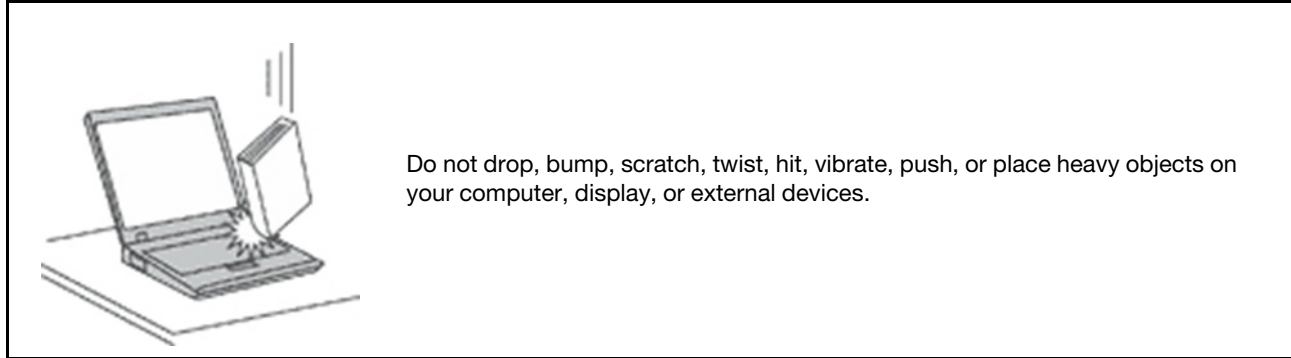 Do not drop, bump, scratch, twist, hit, vibrate, push, or place heavy objects on
your computer, display, or external devices.